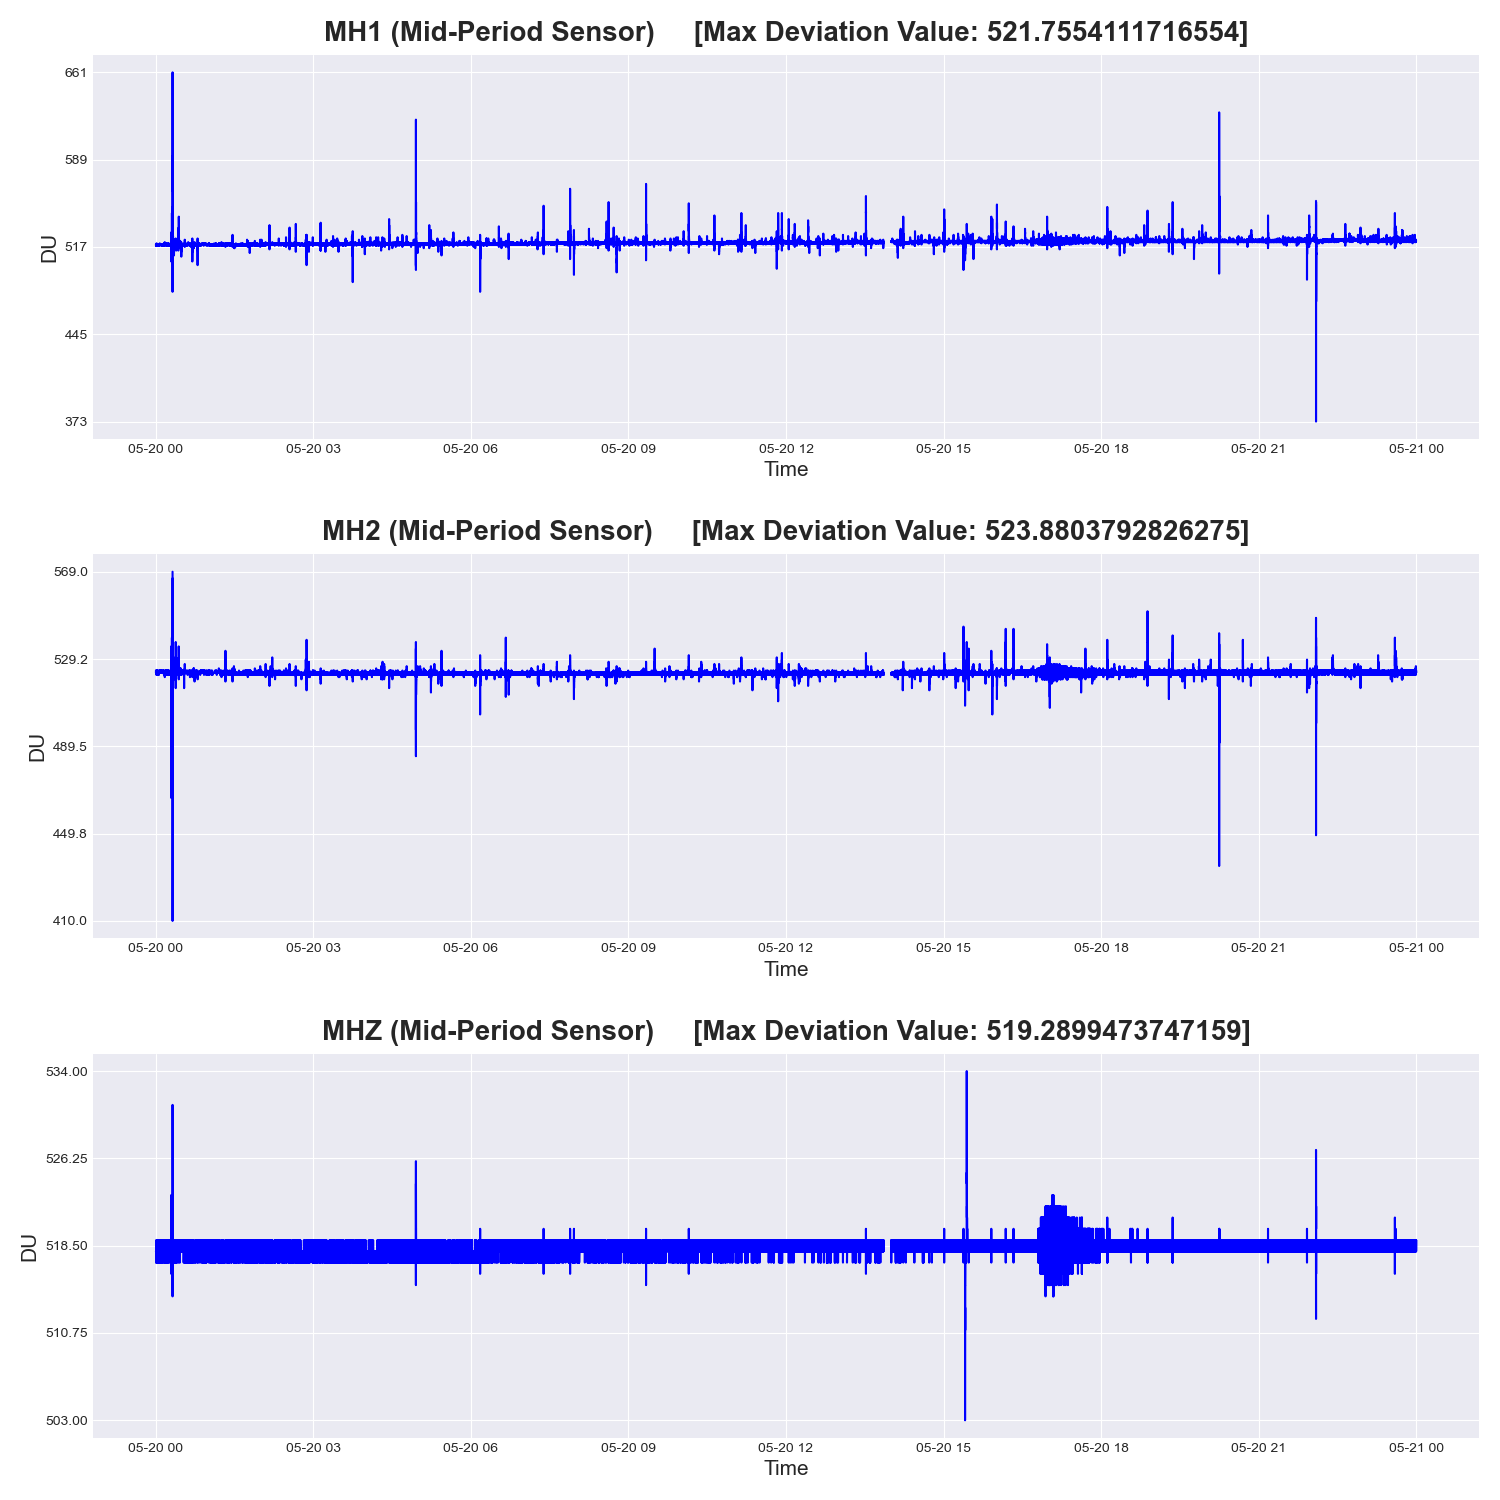 MH1 (Mid-Period Sensor) [Max Deviation Value: 521.7554111716554]
661
589
517
445
373
DU
05-20 00 05-20 03 05-20 06 05-20 09 05-20 12 05-20 15 05-20 18 05-20 21 05-21 00
Time
MH2 (Mid-Period Sensor) [Max Deviation Value: 523.8803792826275]
569.0
529.2
489.5
449.8
410.0
DU
05-20 00 05-20 03 05-20 06 05-20 09 05-20 12 05-20 15 05-20 18 05-20 21 05-21 00
Time
MHZ (Mid-Period Sensor) [Max Deviation Value: 519.2899473747159]
534.00
526.25
518.50
510.75
503.00
DU
05-20 00 05-20 03 05-20 06 05-20 09 05-20 12 05-20 15 05-20 18 05-20 21 05-21 00
Time